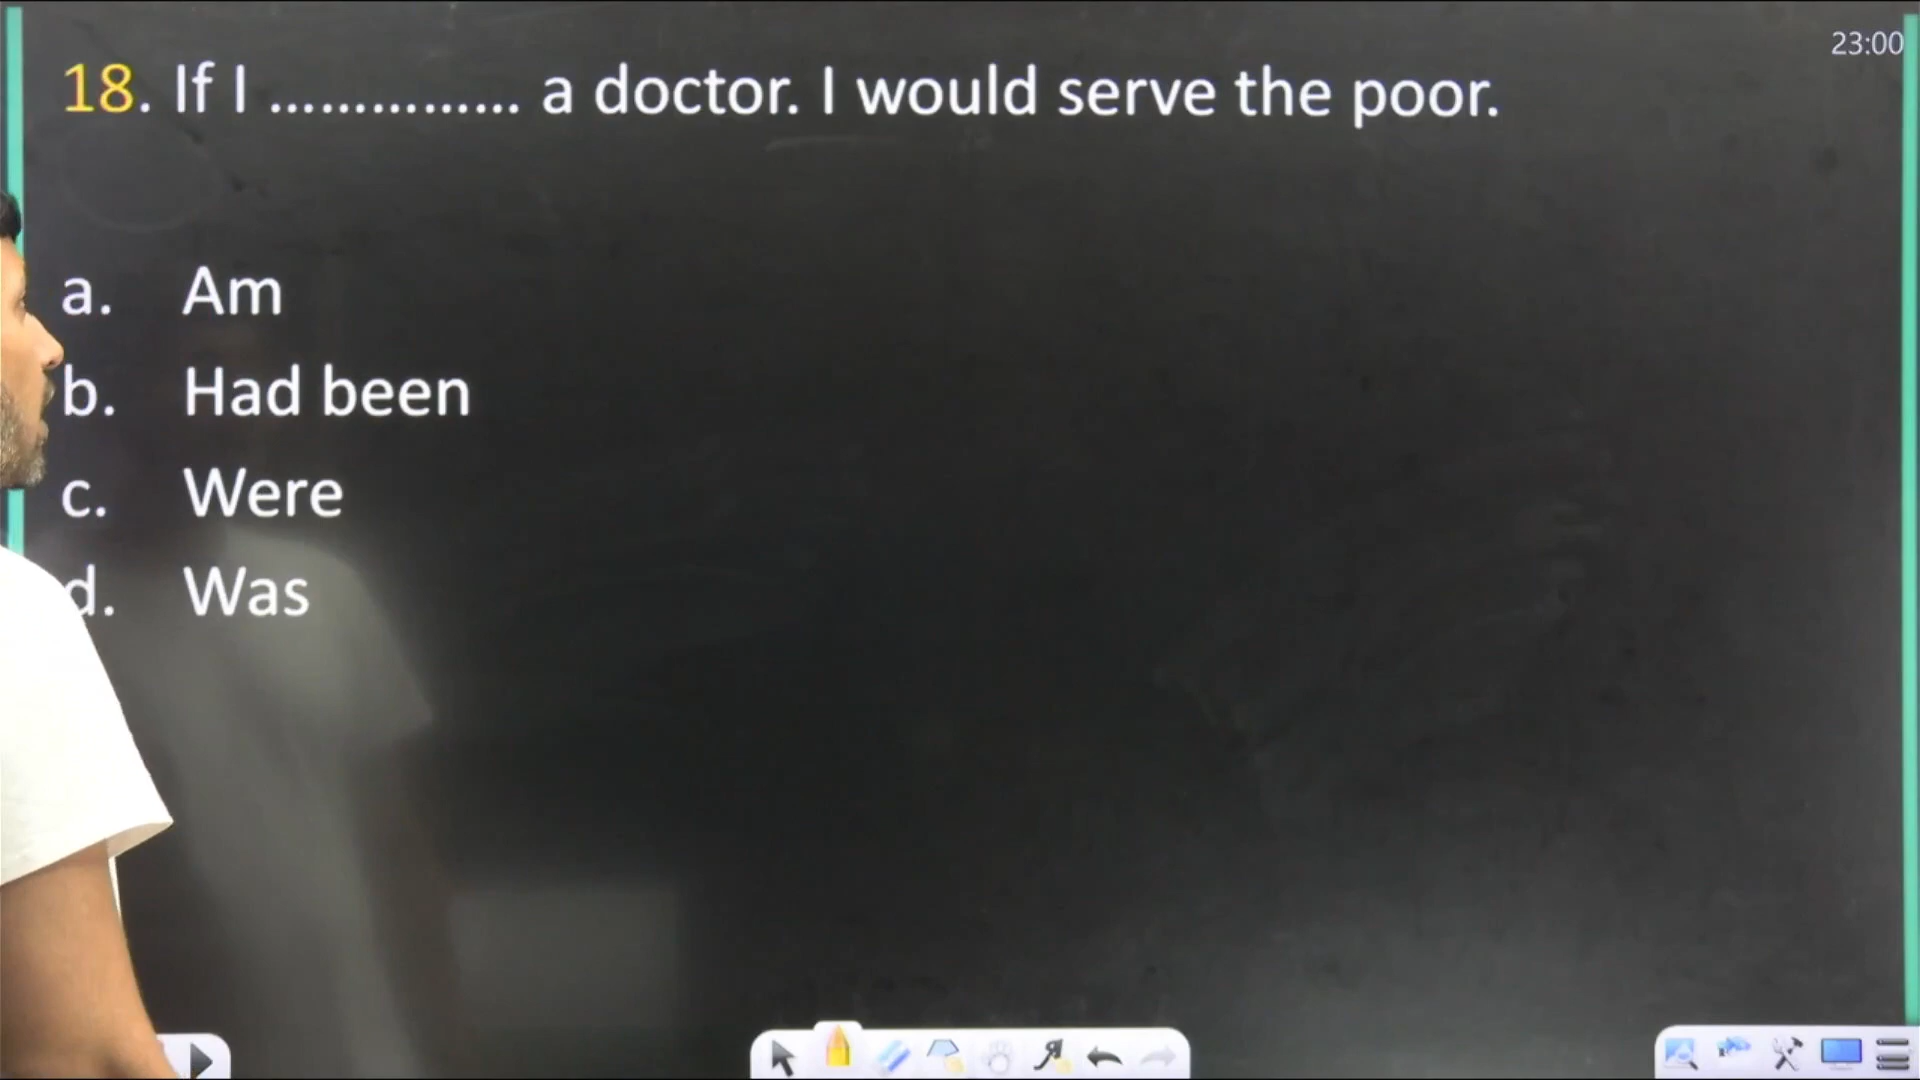 23:00
18. If I ............... a doctor. I would serve the poor.
a. Am
b. Had been
c. Were
d. Was